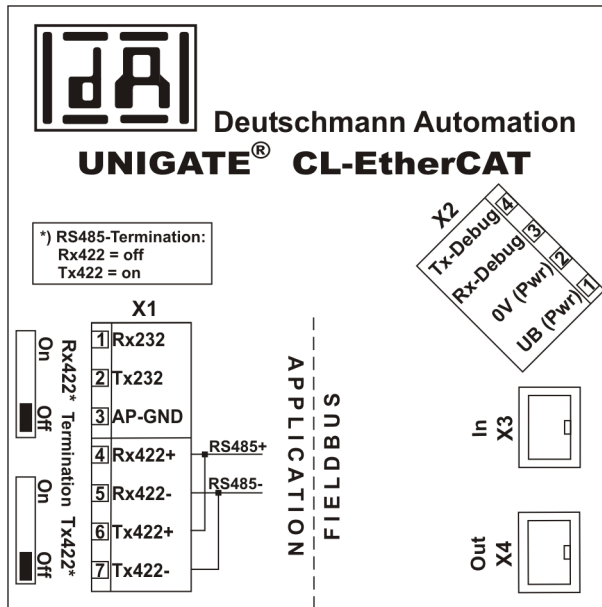 dA
Deutschmann Automation
UNIGATE® CL-EtherCAT
*) RS485-Termination:
Rx422 = off
Tx422 = on
X2
4 Tx-Debug
3 Rx-Debug
2 0V (Pwr)
1 UB (Pwr)
X1
1 Rx232
2 Tx232
3 AP-GND
4 Rx422+
5 Rx422-
6 Tx422+
7 Tx422-
RS485+
RS485-
Rx422* Termination Tx422*
On
Off
On
Off
APPLICATION
FIELDBUS
In
X3
Out
X4